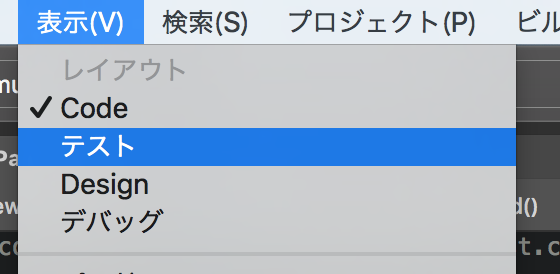 表示(V) 検索(S) プロジェクト(P) ビル
レイアウト
Code
テスト
Design
デバッグ